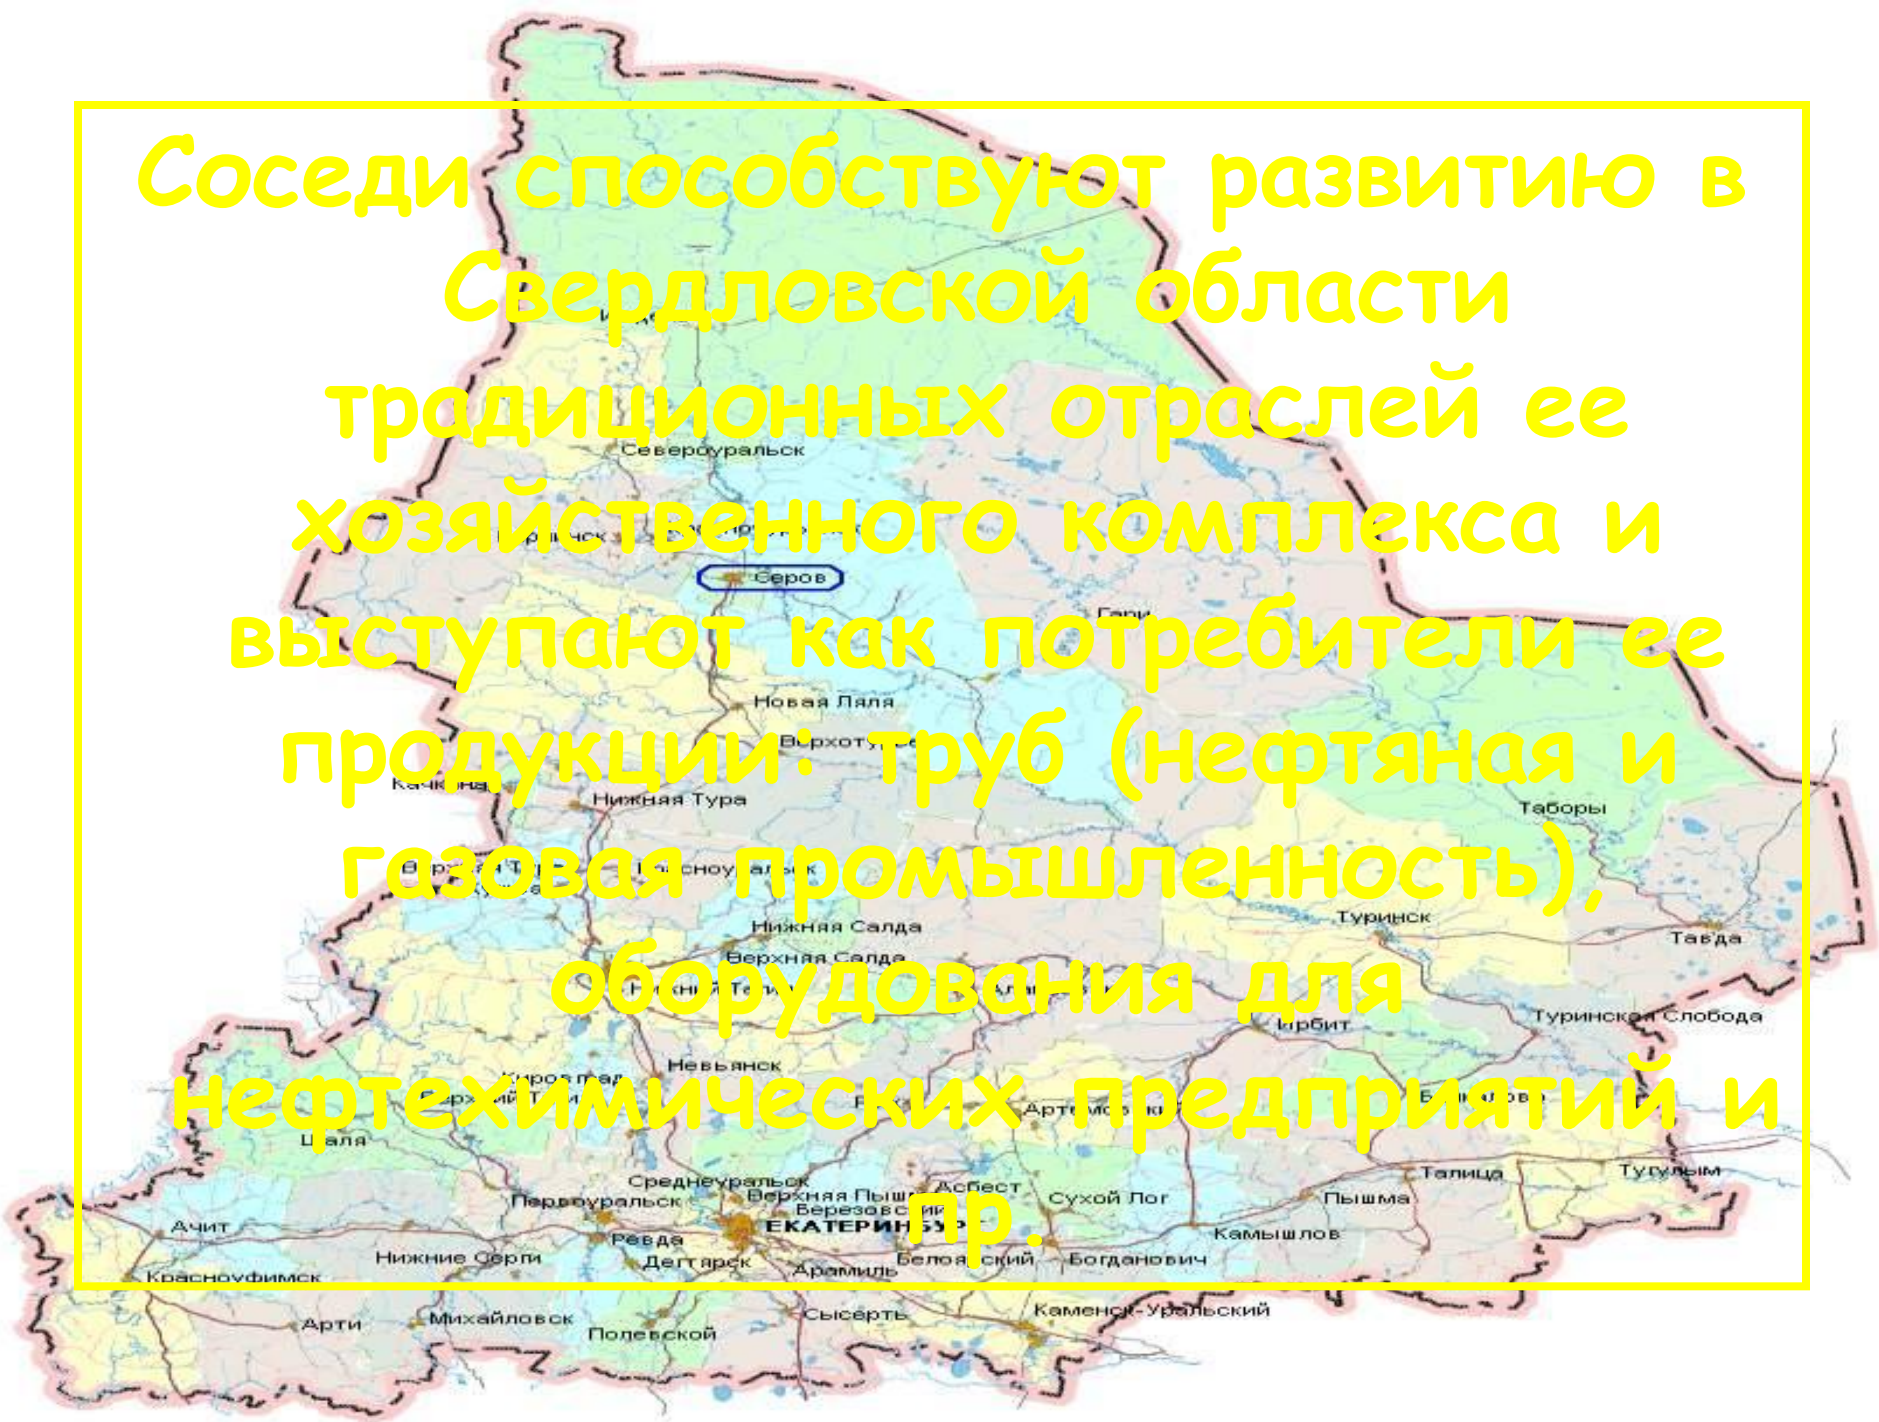 Соседи способствуют развитию в
Свердловской области
традиционных отраслей ее
Североуральск
хозяйственного комплекса и
Серов
Гари
выступают как потребители ее
Новая Ляля
продукции: труб (нефтяная и
Нижняя Тура
Таборы
газовая промышленность),
Туринск
Нижняя Салда
Тавда
Верхняя Салда
оборудования для
Туринская Слобода
Ирбит
Невьянск
нефтехимических предприятий и
Шаля
Талица
Тугулым
Среднеуральск
Асбест
Сухой Лог
Пышма
Первоуральск
Ачит
ЕКАТЕРИНБУРГ
пр.
Камышлов
Ревда
Нижние Серги
Дегтярск
Арамиль
Белоярский
Богданович
Красноуфимск
Каменск-Уральский
Сысерть
Михайловск
Арти
Полевской